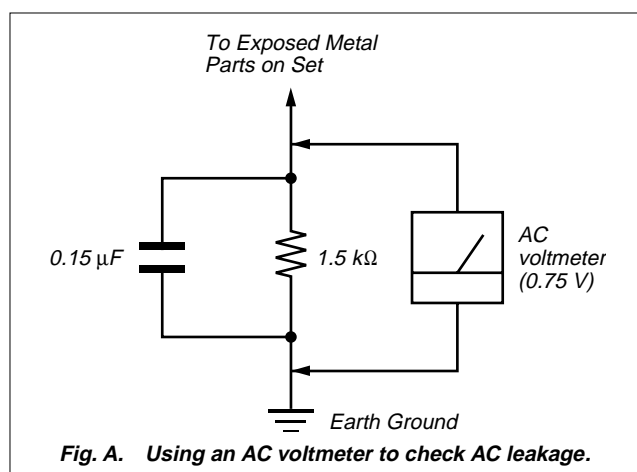 To Exposed Metal
Parts on Set
0.15 μF
1.5 kΩ
AC
voltmeter
(0.75 V)
Earth Ground
Fig. A. Using an AC voltmeter to check AC leakage.